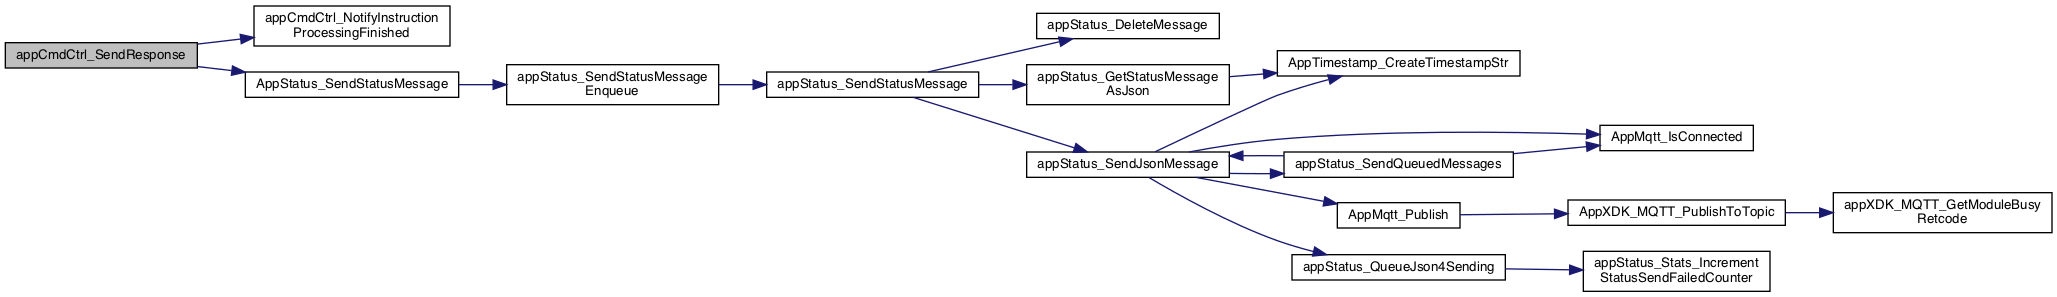 appCmdCtrl_SendResponse
appCmdCtrl_NotifyInstruction
ProcessingFinished
AppStatus_SendStatusMessage
appStatus_SendStatusMessage
Enqueue
appStatus_SendStatusMessage
appStatus_DeleteMessage
appStatus_GetStatusMessage
AsJson
appStatus_SendJsonMessage
AppTimestamp_CreateTimestampStr
appStatus_SendQueuedMessages
AppMqtt_IsConnected
AppMqtt_Publish
AppXDK_MQTT_PublishToTopic
appXDK_MQTT_GetModuleBusy
Retcode
appStatus_QueueJson4Sending
appStatus_Stats_Increment
StatusSendFailedCounter